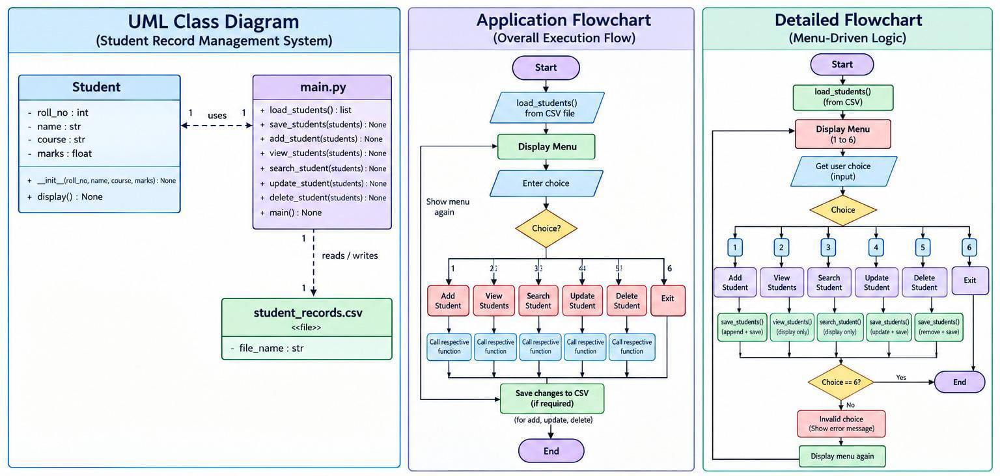 UML Class Diagram
(Student Record Management System)
Student
- roll_no : int
- name : str
- course : str
- marks : float
+ __init__(roll_no, name, course, marks) : None
+ display() : None
1 uses 1
main.py
+ load_students() : list
+ save_students(students) : None
+ add_student(students) : None
+ view_students(students) : None
+ search_student(students) : None
+ update_student(students) : None
+ delete_student(students) : None
+ main() : None
1
reads / writes
1
student_records.csv
<<file>>
- file_name : str
Application Flowchart
(Overall Execution Flow)
Start
load_students()
from CSV file
Display Menu
Enter choice
Show menu
again
Choice?
1 2 3 4 5 6
Add
Student
View
Students
Search
Student
Update
Student
Delete
Student
Exit
Call respective
function
Call respective
function
Call respective
function
Call respective
function
Call respective
function
Save changes to CSV
(if required)
(for add, update, delete)
End
Detailed Flowchart
(Menu-Driven Logic)
Start
load_students()
(from CSV)
Display Menu
(1 to 6)
Get user choice
(input)
Choice
1 2 3 4 5 6
Add
Student
View
Students
Search
Student
Update
Student
Delete
Student
Exit
save_students()
(append + save)
view_students()
(display only)
search_student()
(display only)
save_students()
(update + save)
save_students()
(remove + save)
Choice == 6?
Yes
End
No
Invalid choice
(Show error message)
Display menu again